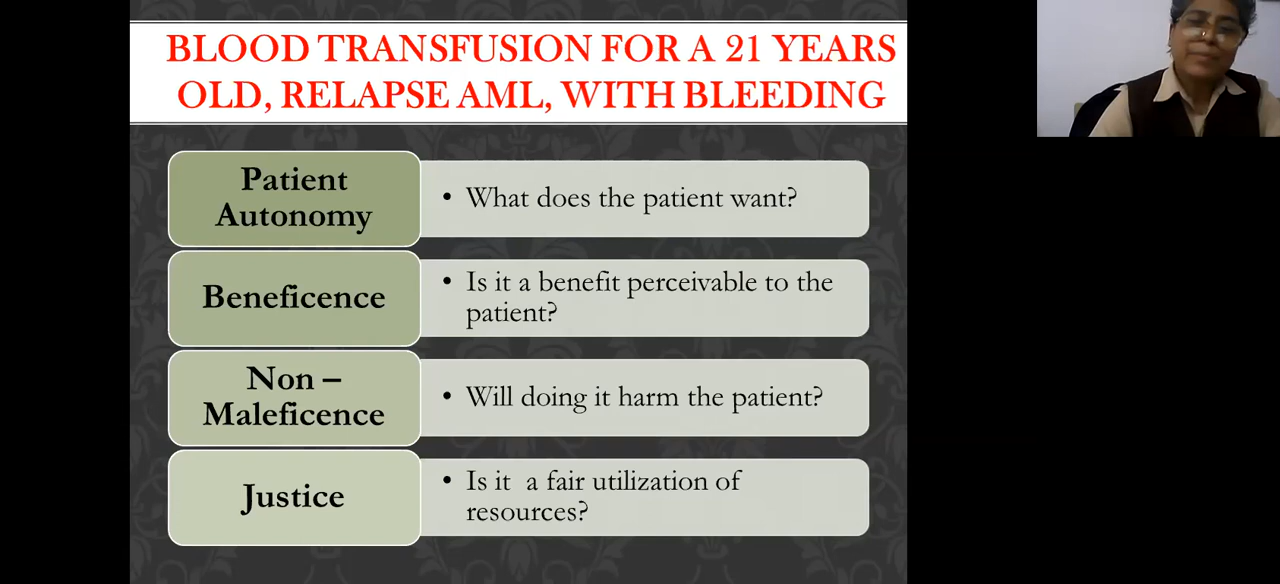 BLOOD TRANSFUSION FOR A 21 YEARS
OLD, RELAPSE AML, WITH BLEEDING
Patient
Autonomy
• What does the patient want?
Beneficence
• Is it a benefit perceivable to the
patient?
Non –
Maleficence
• Will doing it harm the patient?
Justice
• Is it  a fair utilization of
resources?